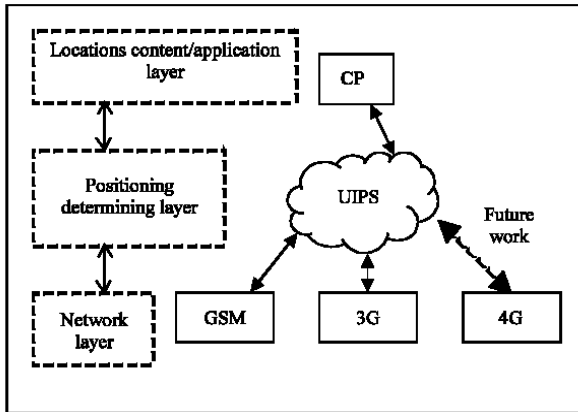 Locations content/application
layer
CP
Positioning
determining layer
UIPS
Future
work
Network
layer
GSM
3G
4G